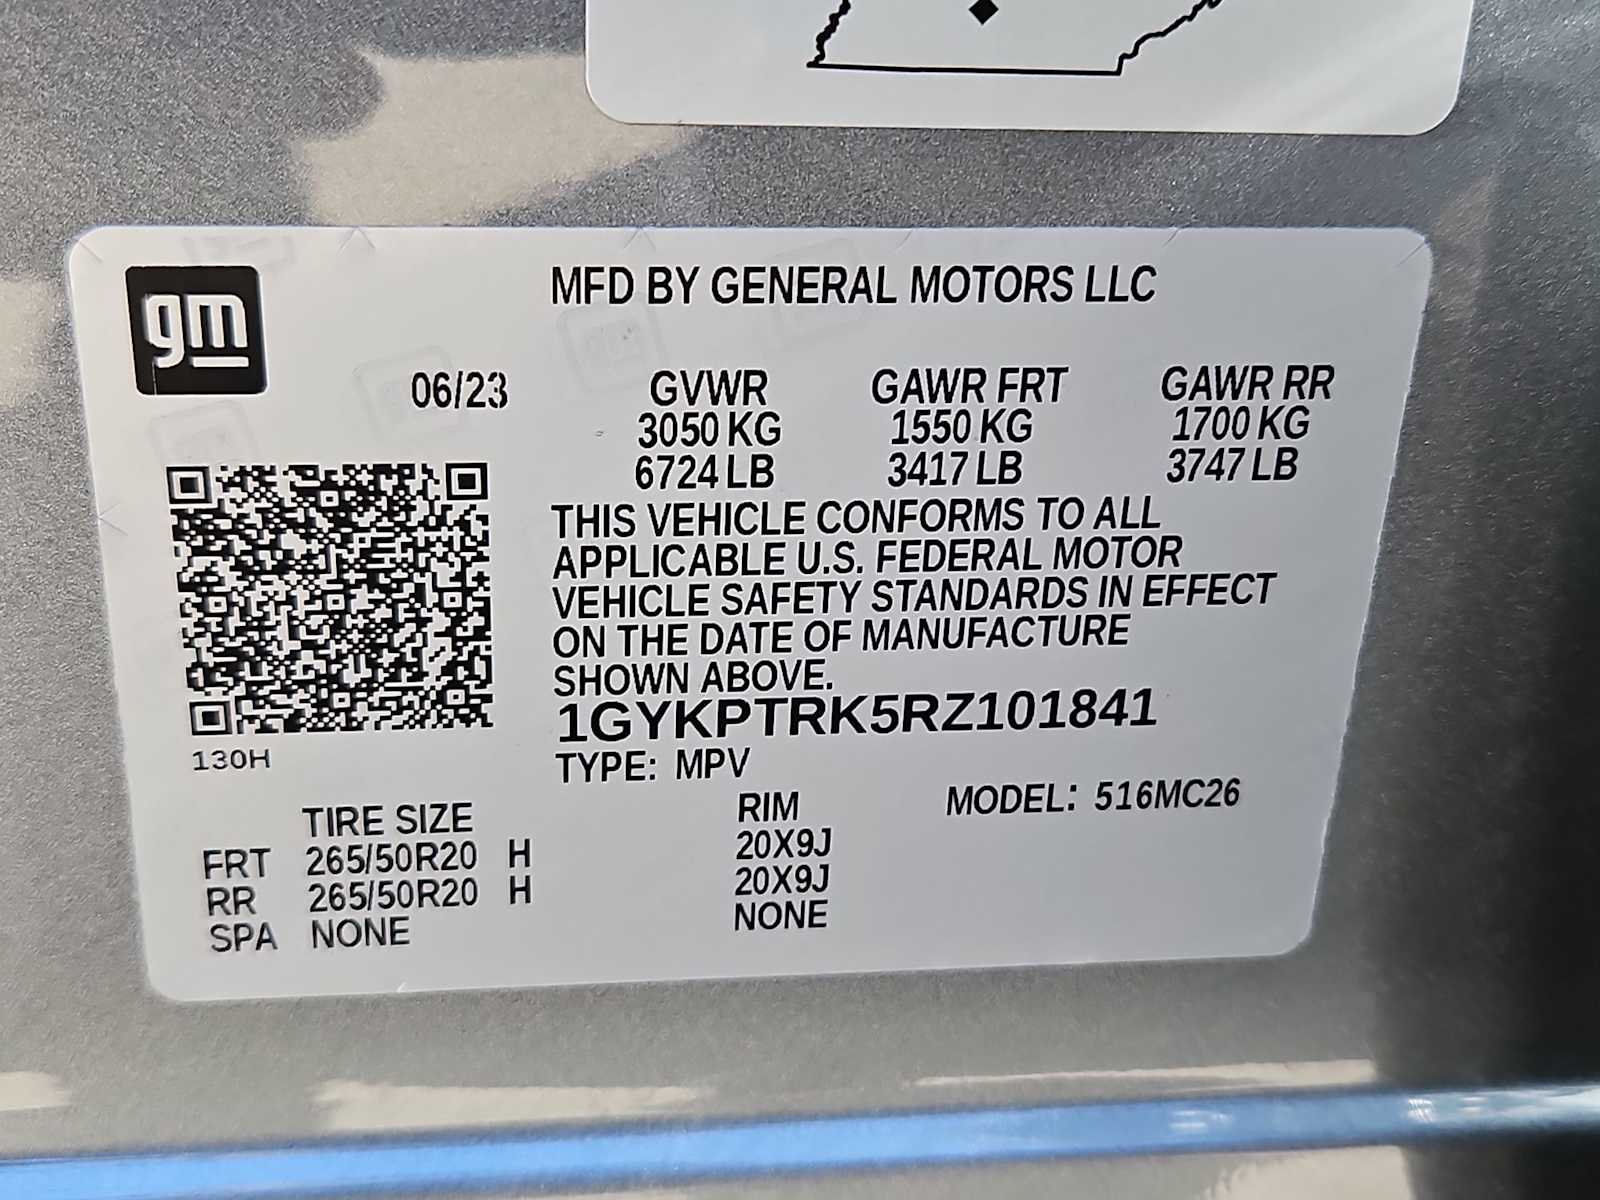 gm
MFD BY GENERAL MOTORS LLC
06/23 GVWR GAWR FRT GAWR RR
3050 KG 1550 KG 1700 KG
6724 LB 3417 LB 3747 LB
THIS VEHICLE CONFORMS TO ALL
APPLICABLE U.S. FEDERAL MOTOR
VEHICLE SAFETY STANDARDS IN EFFECT
ON THE DATE OF MANUFACTURE
SHOWN ABOVE.
1GYKPTRK5RZ101841
130H
TYPE: MPV
TIRE SIZE RIM MODEL: 516MC26
FRT 265/50R20 H 20X9J
RR 265/50R20 H 20X9J
SPA NONE NONE